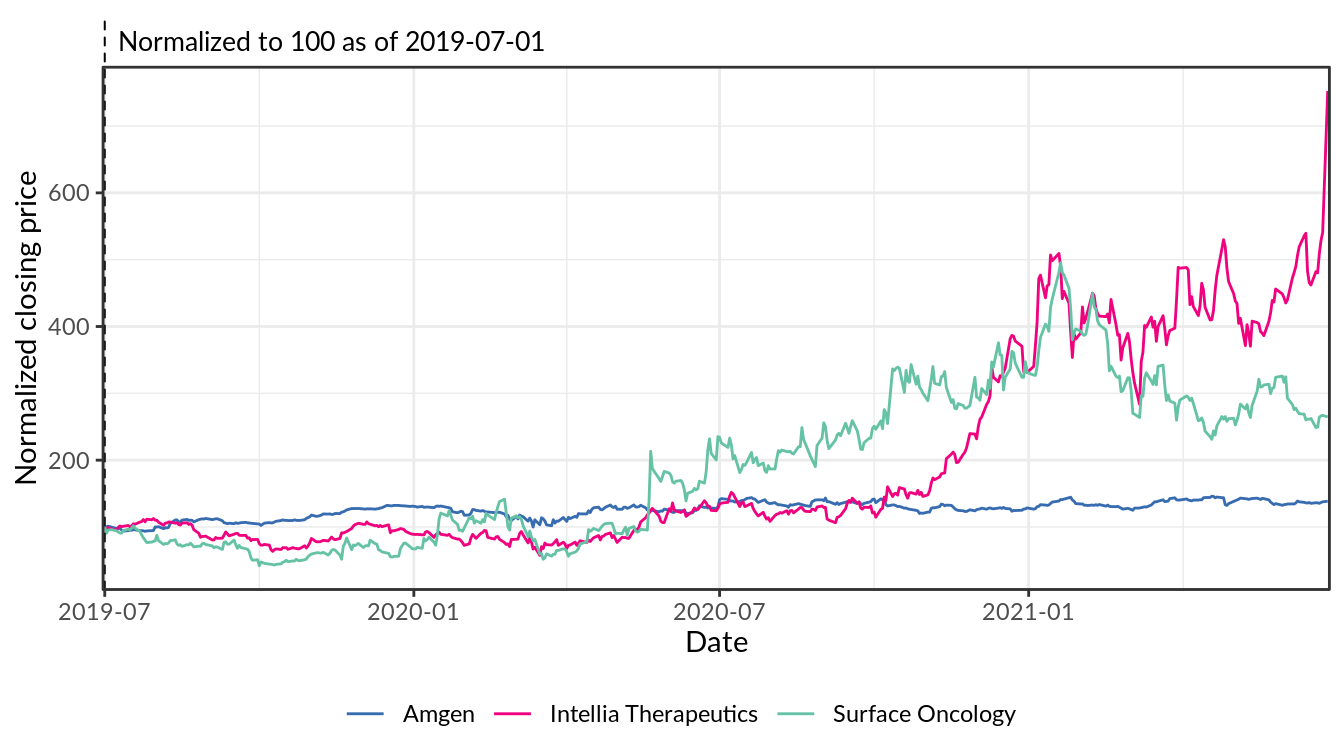 Normalized to 100 as of 2019-07-01
Normalized closing price
600
400
200
2019-07
2020-01
2020-07
2021-01
Date
Amgen
Intellia Therapeutics
Surface Oncology